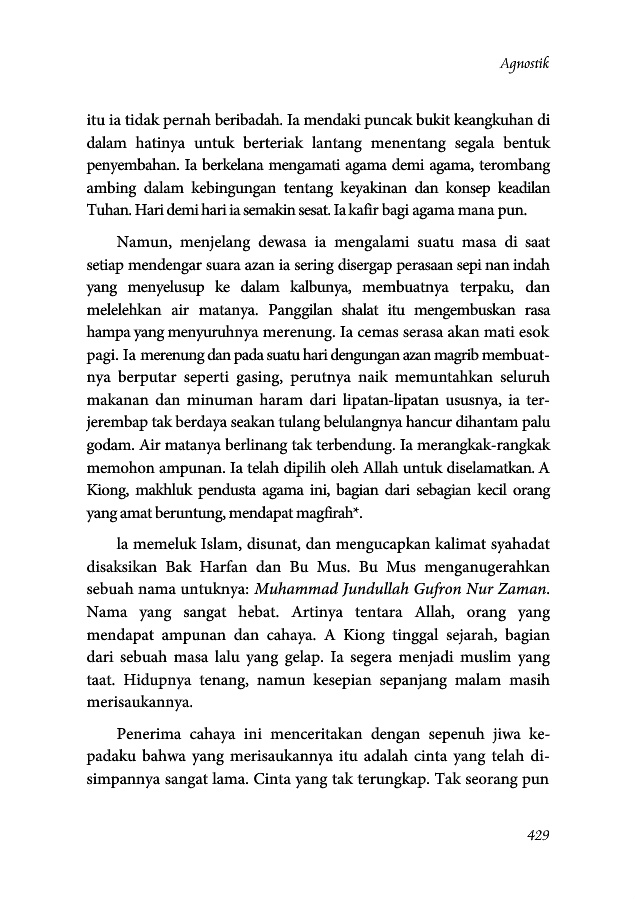 Agnostik
itu ia tidak pernah beribadah. Ia mendaki puncak bukit keangkuhan di
dalam hatinya untuk berteriak lantang menentang segala bentuk
penyembahan. Ia berkelana mengamati agama demi agama, terombang
ambing dalam kebingungan tentang keyakinan dan konsep keadilan
Tuhan. Hari demi hari ia semakin sesat. Ia kafir bagi agama mana pun.
Namun, menjelang dewasa ia mengalami suatu masa di saat
setiap mendengar suara azan ia sering disergap perasaan sepi nan indah
yang menyelusup ke dalam kalbunya, membuatnya terpaku, dan
melelehkan air matanya. Panggilan shalat itu mengembuskan rasa
hampa yang menyuruhnya merenung. Ia cemas serasa akan mati esok
pagi. Ia merenung dan pada suatu hari dengungan azan magrib membuat-
nya berputar seperti gasing, perutnya naik memuntahkan seluruh
makanan dan minuman haram dari lipatan-lipatan ususnya, ia ter-
jerembap tak berdaya seakan tulang belulangnya hancur dihantam palu
godam. Air matanya berlinang tak terbendung. Ia merangkak-rangkak
memohon ampunan. Ia telah dipilih oleh Allah untuk diselamatkan. A
Kiong, makhluk pendusta agama ini, bagian dari sebagian kecil orang
yang amat beruntung, mendapat magfirah*.
la memeluk Islam, disunat, dan mengucapkan kalimat syahadat
disaksikan Bak Harfan dan Bu Mus. Bu Mus menganugerahkan
sebuah nama untuknya: Muhammad Jundullah Gufron Nur Zaman.
Nama yang sangat hebat. Artinya tentara Allah, orang yang
mendapat ampunan dan cahaya. A Kiong tinggal sejarah, bagian
dari sebuah masa lalu yang gelap. Ia segera menjadi muslim yang
taat. Hidupnya tenang, namun kesepian sepanjang malam masih
merisaukannya.
Penerima cahaya ini menceritakan dengan sepenuh jiwa ke-
padaku bahwa yang merisaukannya itu adalah cinta yang telah di-
simpannya sangat lama. Cinta yang tak terungkap. Tak seorang pun
429